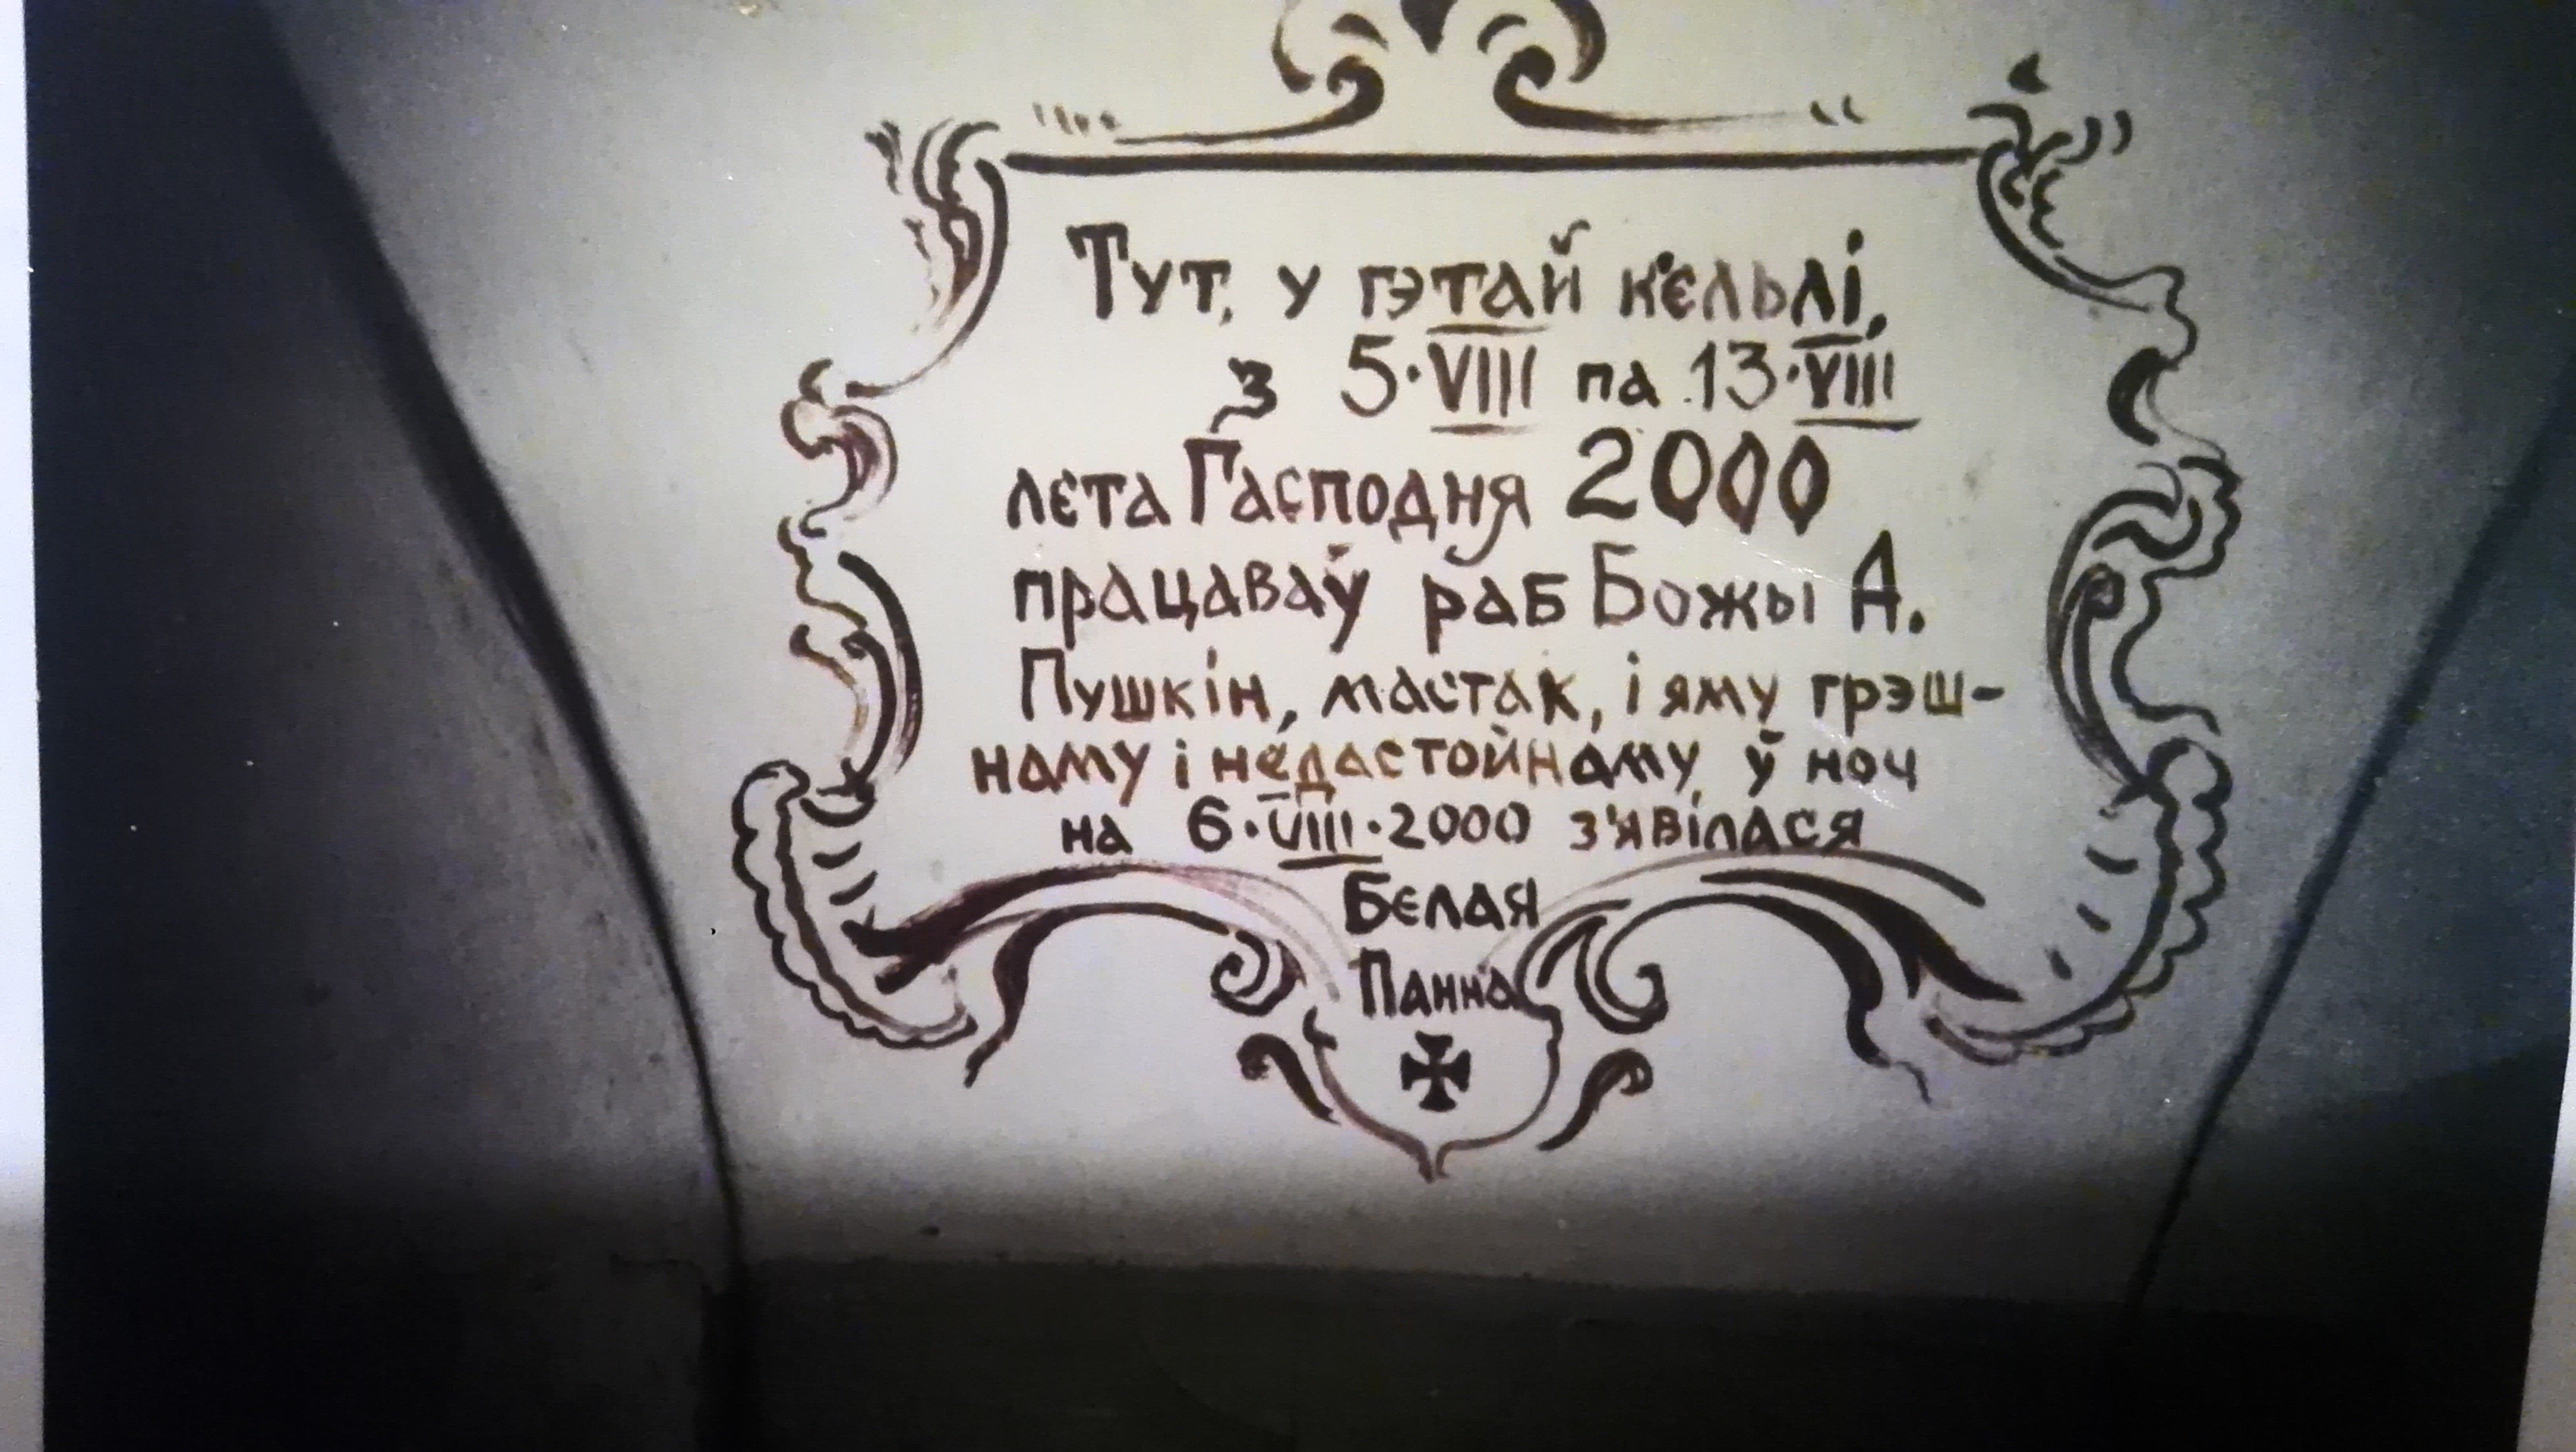 Тут, у гэтай кельлі,
з 5·VIII па 13·VIII
лета Гасподня 2000
працаваў раб Божы А.
Пушкін, мастак, і яму грэш-
наму і недастойнаму, ў ноч
на 6·VIII·2000 з'явілася
Белая
Панна